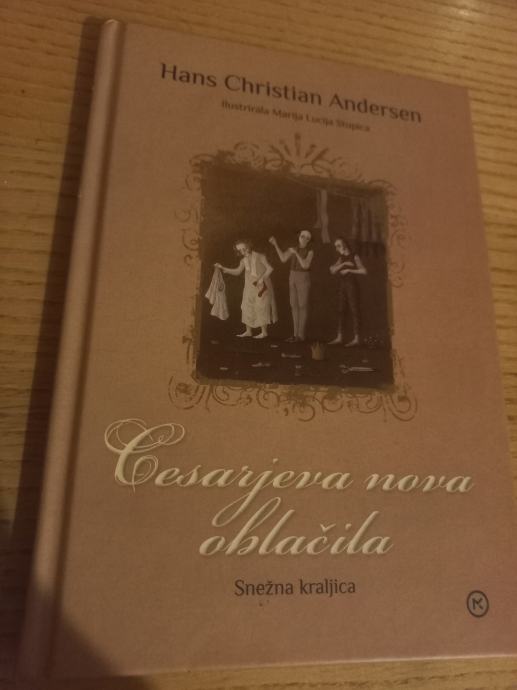 Hans Christian Andersen
Ilustrirala Marija Lucija Stupica
Cesarjeva nova
oblačila
Snežna kraljica